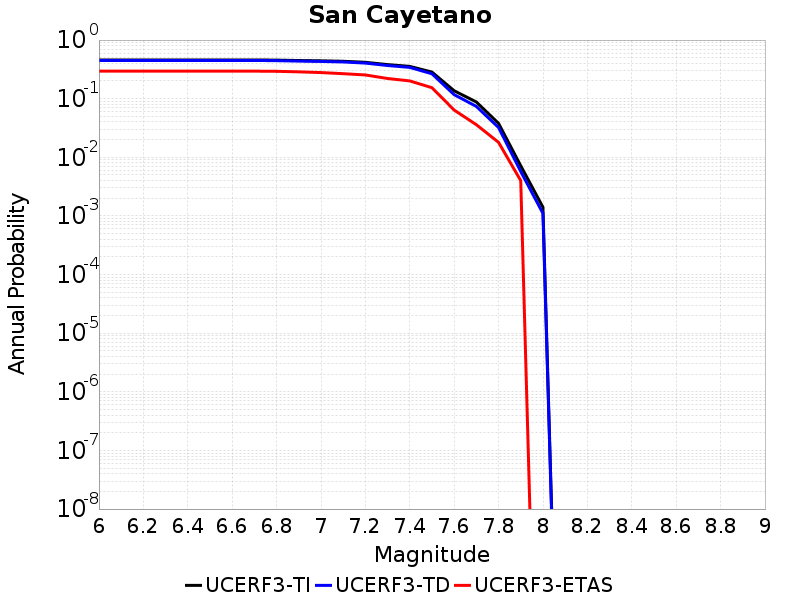 San Cayetano
Annual Probability
10^0
10^-1
10^-2
10^-3
10^-4
10^-5
10^-6
10^-7
10^-8
6 6.2 6.4 6.6 6.8 7 7.2 7.4 7.6 7.8 8 8.2 8.4 8.6 8.8 9
Magnitude
UCERF3-TI UCERF3-TD UCERF3-ETAS